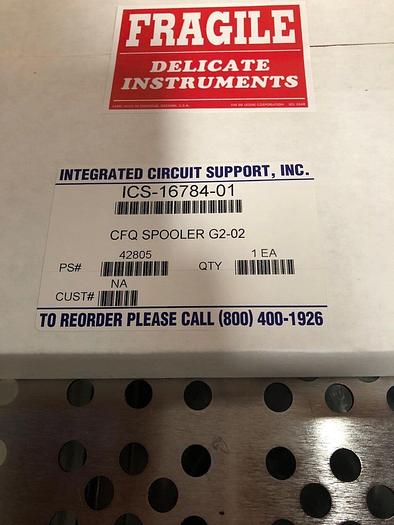 FRAGILE
DELICATE
INSTRUMENTS
INTEGRATED CIRCUIT SUPPORT, INC.
ICS-16784-01
CFQ SPOOLER G2-02
42805 1 EA
PS# QTY
NA
CUST#
TO REORDER PLEASE CALL (800) 400-1926